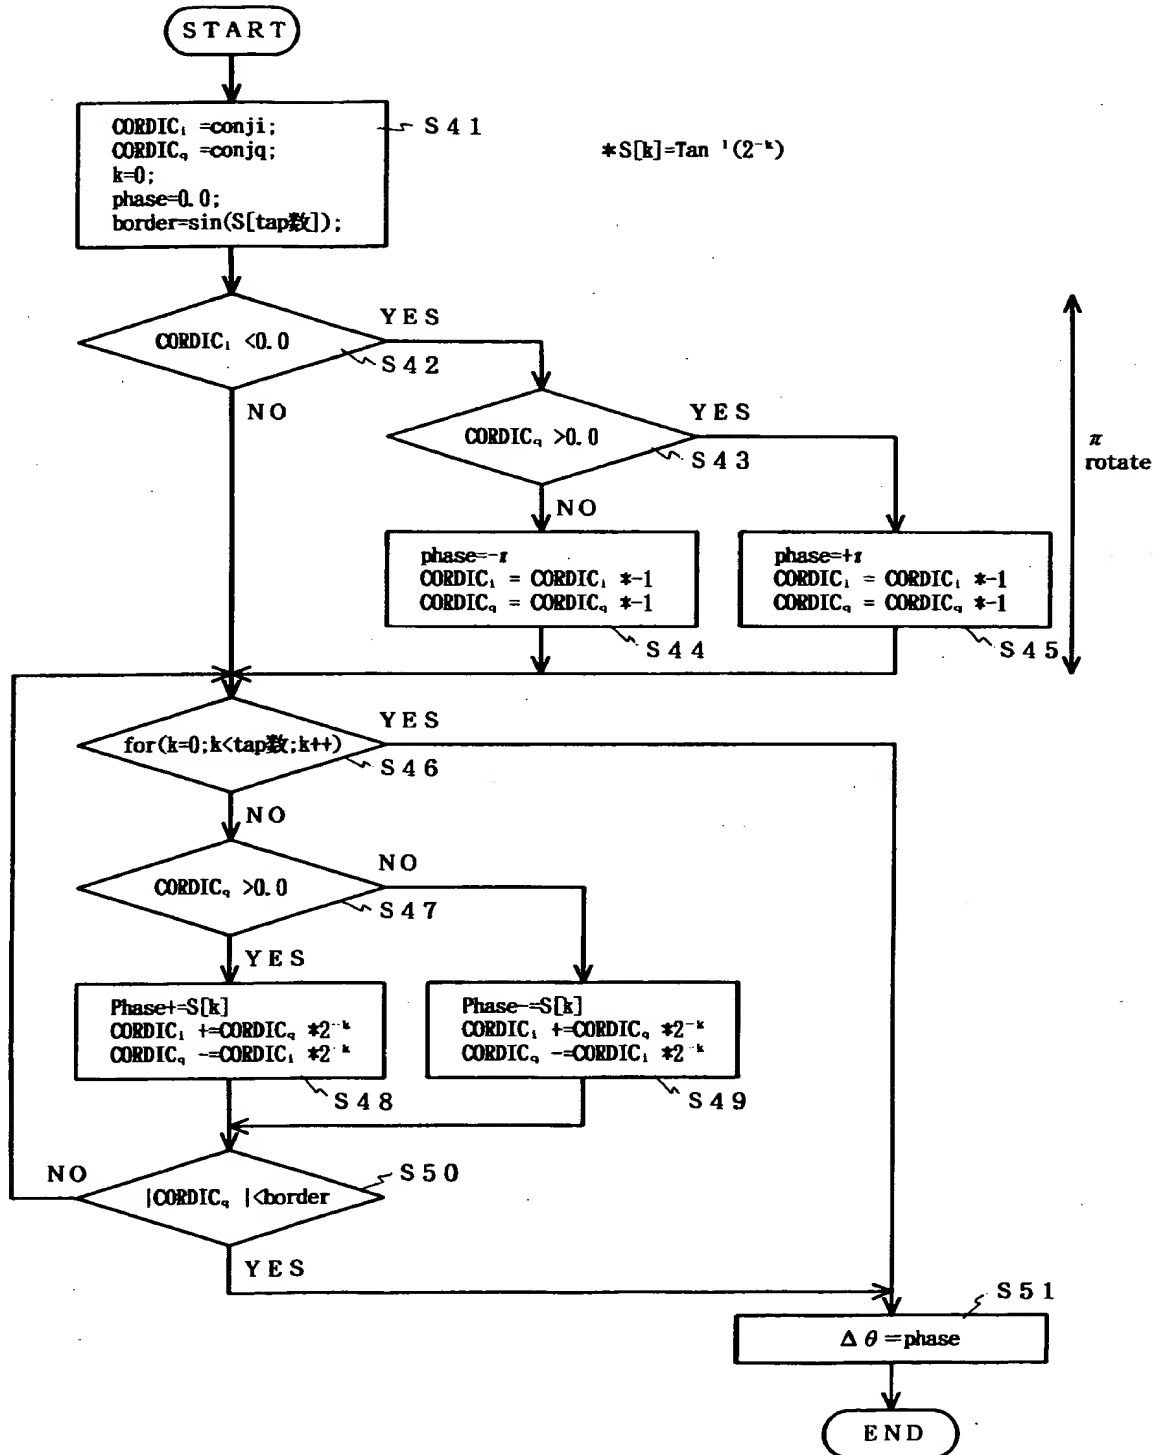 START
CORDICi =conji;
CORDICq =conjq;
k=0;
phase=0.0;
border=sin(S[tap数]);
S41
*S[k]=Tan ⁻¹(2⁻ᵏ)
CORDICi <0.0
YES
S42
NO
CORDICq >0.0
YES
S43
NO
π
rotate
phase=-π
CORDICi = CORDICi *-1
CORDICq = CORDICq *-1
S44
phase=+π
CORDICi = CORDICi *-1
CORDICq = CORDICq *-1
S45
for(k=0;k<tap数;k++)
YES
S46
NO
CORDICq >0.0
NO
S47
YES
Phase+=S[k]
CORDICi +=CORDICq *2⁻ᵏ
CORDICq -=CORDICi *2⁻ᵏ
S48
Phase-=S[k]
CORDICi +=CORDICq *2⁻ᵏ
CORDICq -=CORDICi *2⁻ᵏ
S49
|CORDICq |<border
NO
S50
YES
S51
Δθ=phase
END